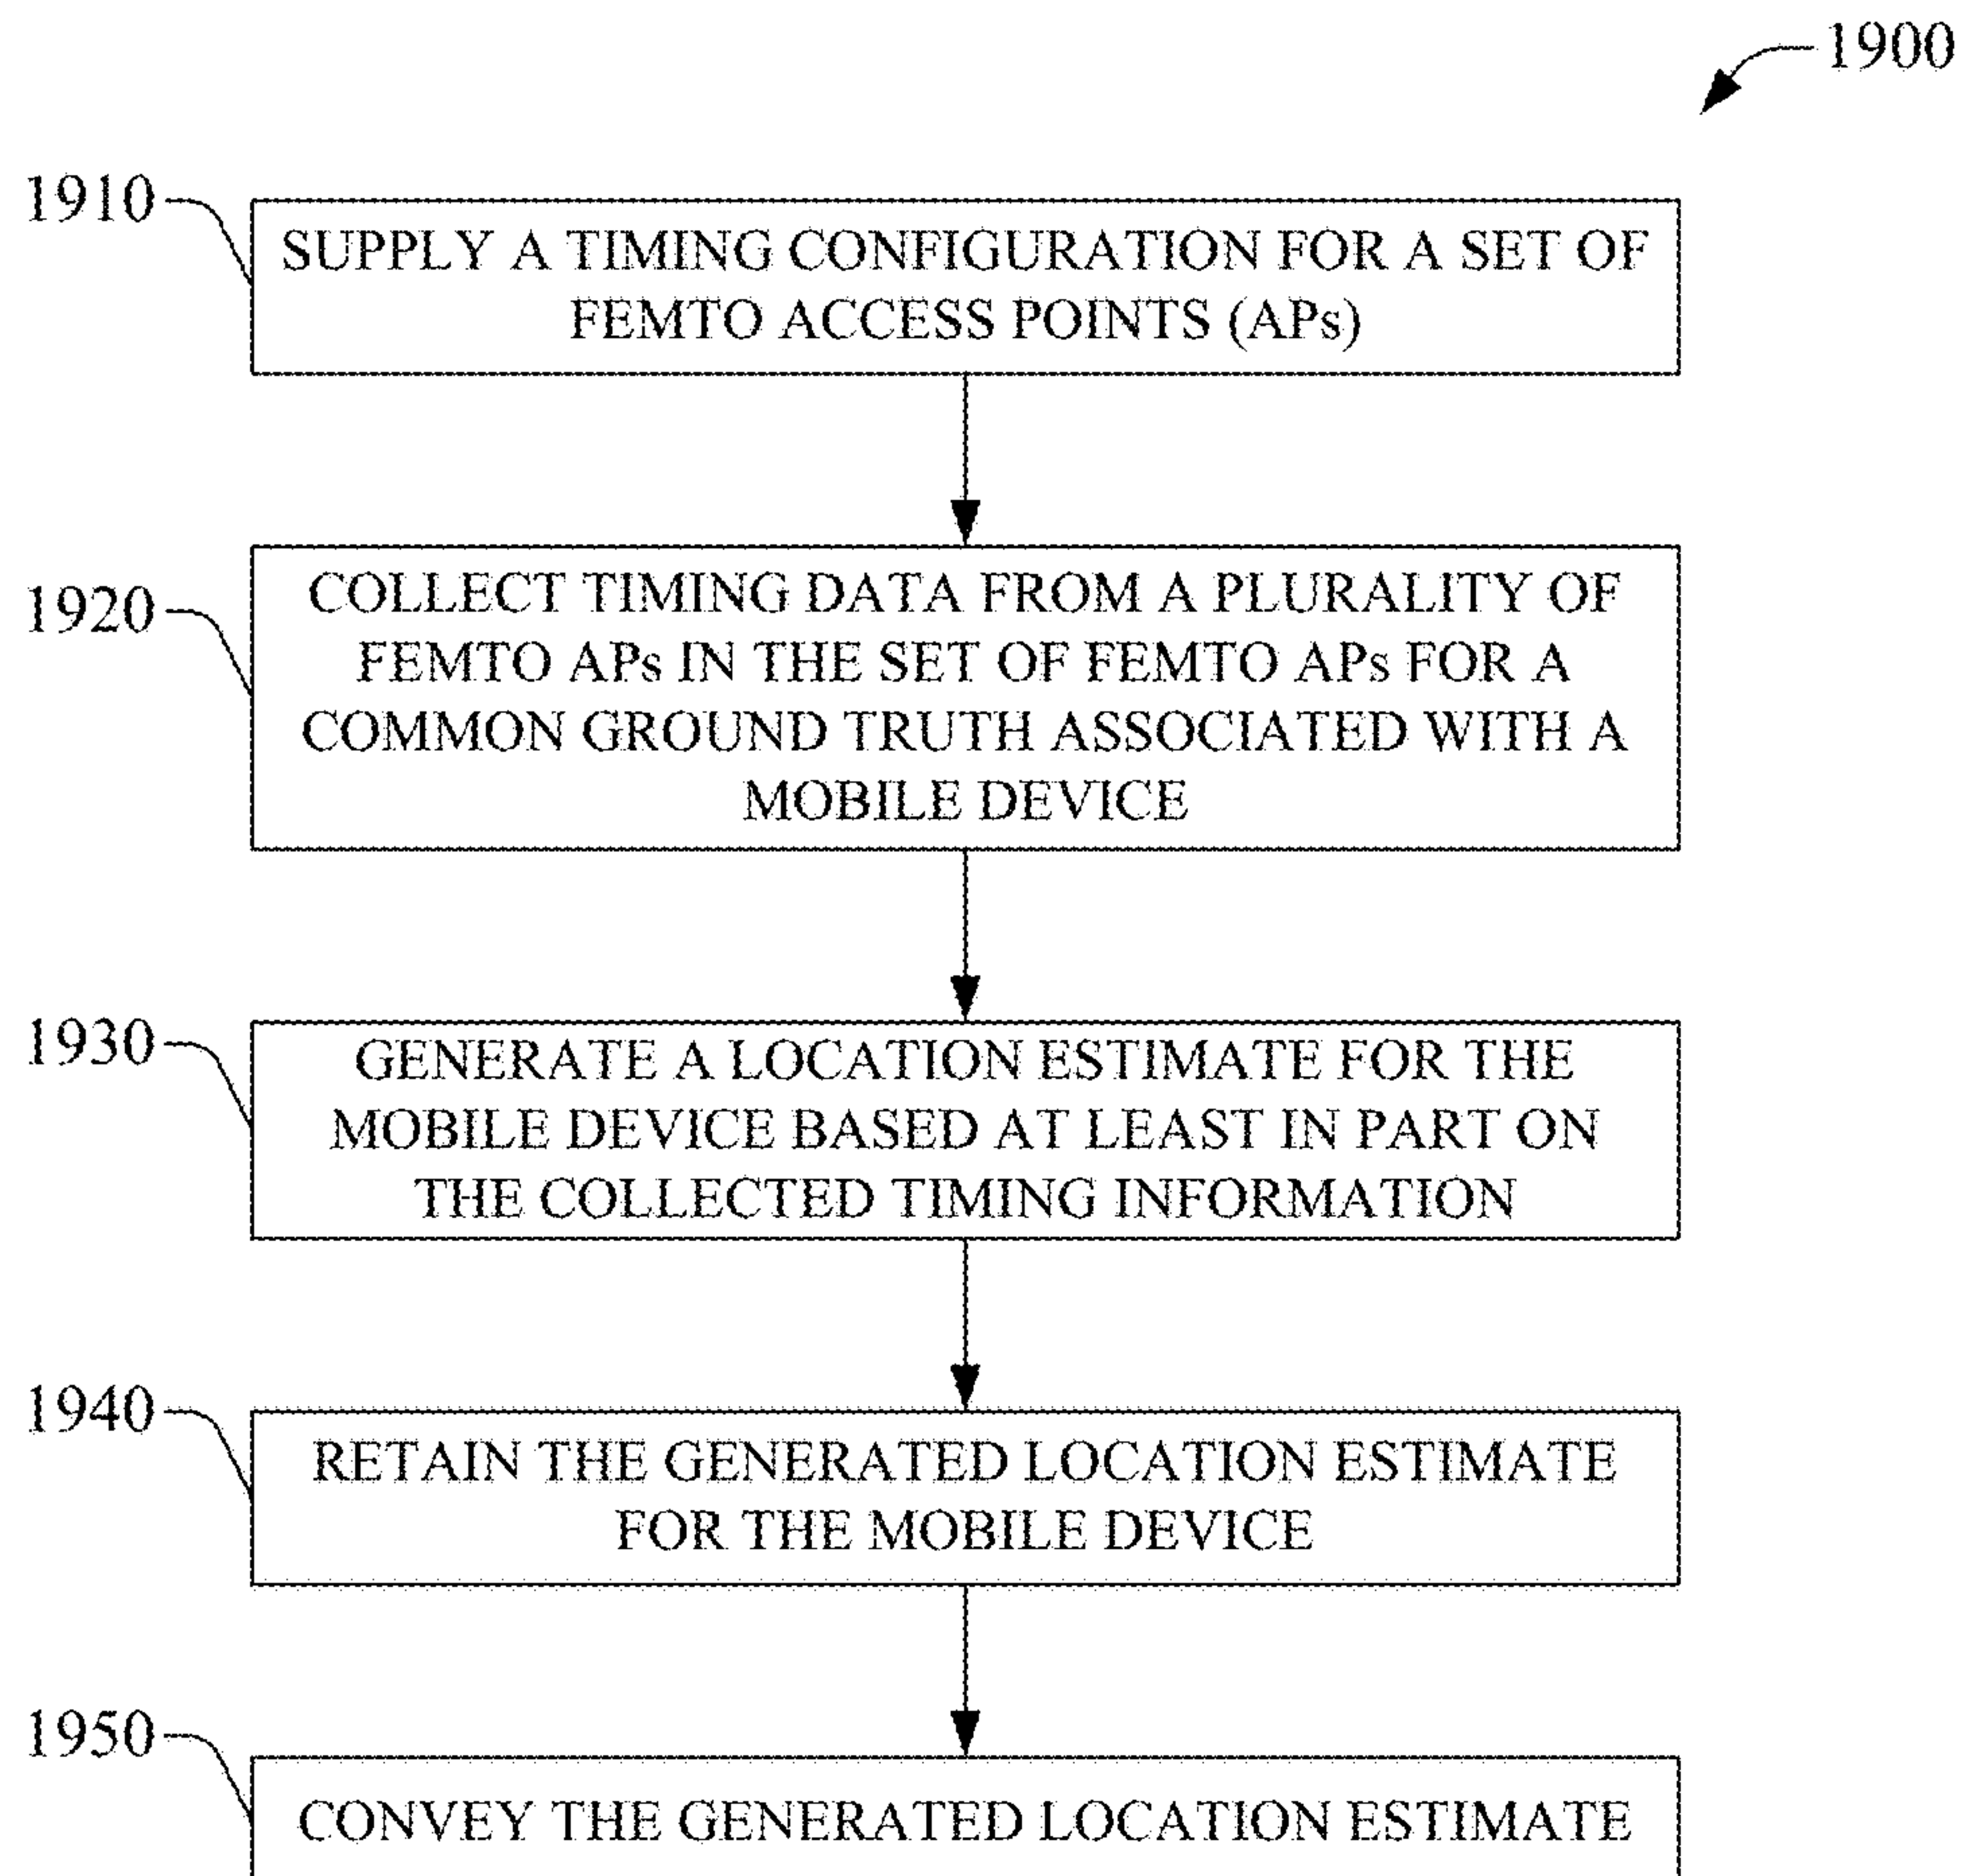 1900
1910
SUPPLY A TIMING CONFIGURATION FOR A SET OF
FEMTO ACCESS POINTS (APs)
1920
COLLECT TIMING DATA FROM A PLURALITY OF
FEMTO APs IN THE SET OF FEMTO APs FOR A
COMMON GROUND TRUTH ASSOCIATED WITH A
MOBILE DEVICE
1930
GENERATE A LOCATION ESTIMATE FOR THE
MOBILE DEVICE BASED AT LEAST IN PART ON
THE COLLECTED TIMING INFORMATION
1940
RETAIN THE GENERATED LOCATION ESTIMATE
FOR THE MOBILE DEVICE
1950
CONVEY THE GENERATED LOCATION ESTIMATE